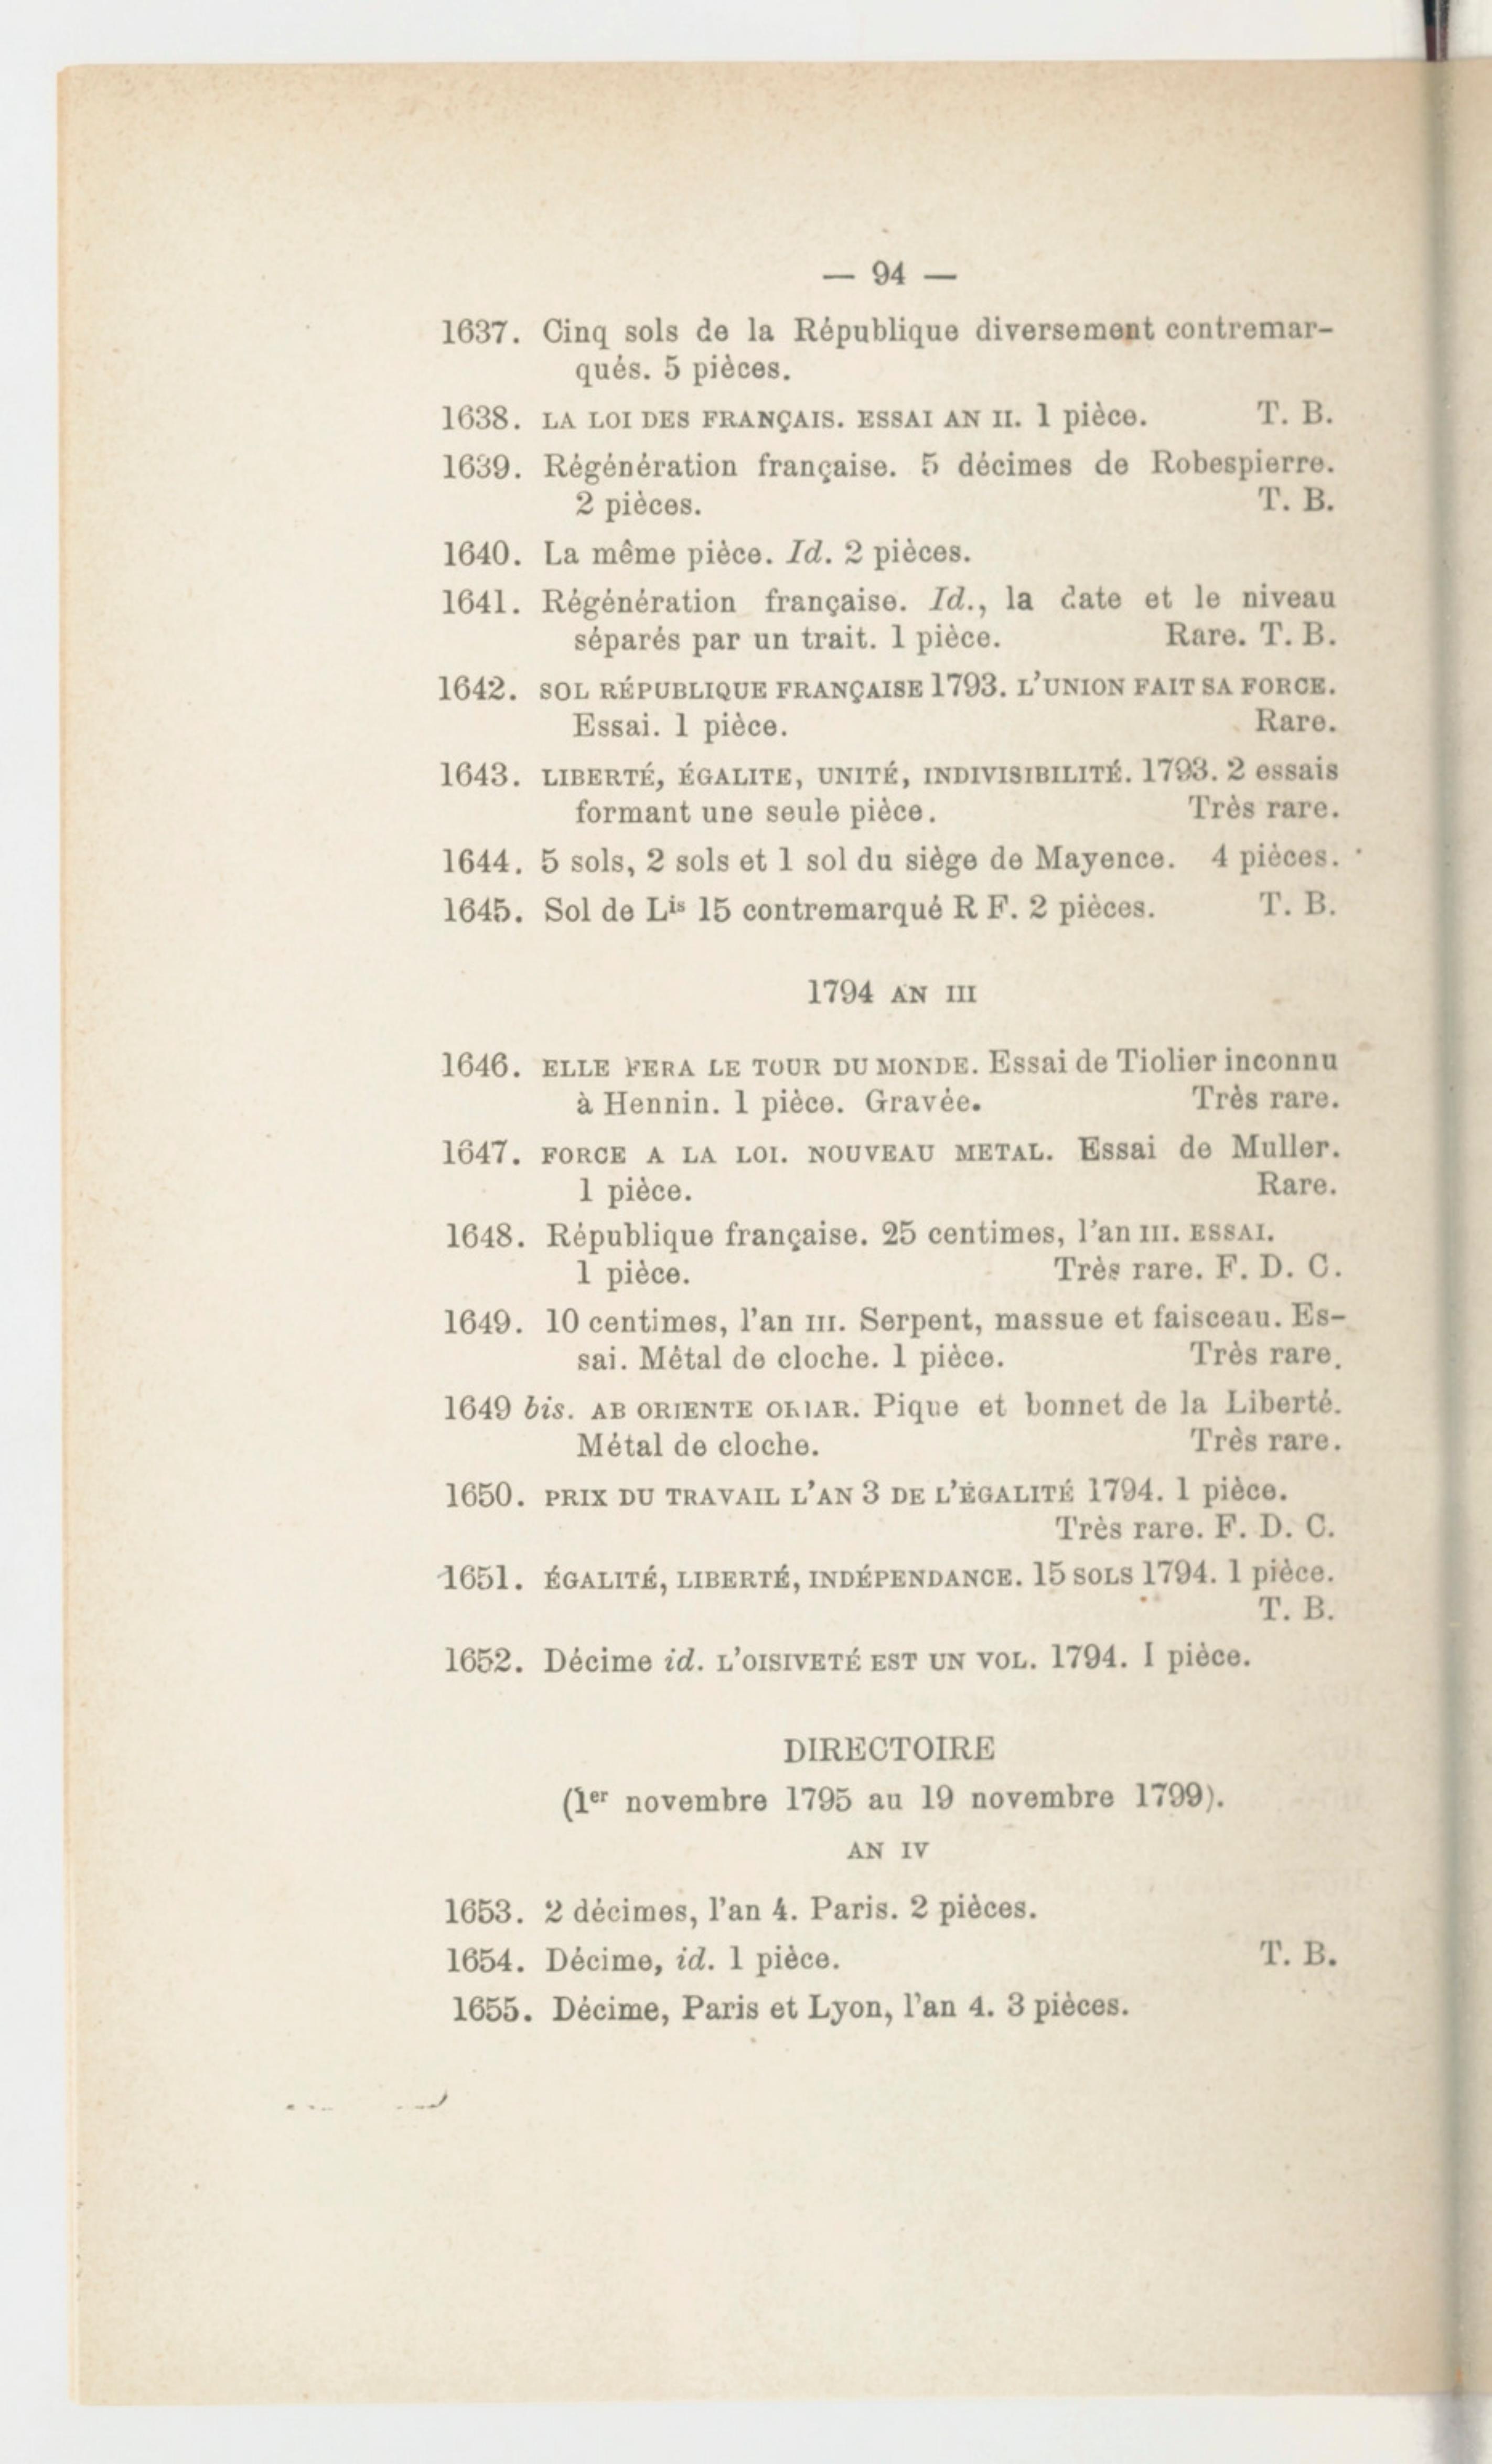 — 94 —
1637. Cinq sols de la République diversement contremar-
qués. 5 pièces.
1638. LA LOI DES FRANÇAIS. ESSAI AN II. 1 pièce. T. B.
1639. Régénération française. 5 décimes de Robespierre.
2 pièces. T. B.
1640. La même pièce. Id. 2 pièces.
1641. Régénération française. Id., la date et le niveau
séparés par un trait. 1 pièce. Rare. T. B.
1642. SOL RÉPUBLIQUE FRANÇAISE 1793. L'UNION FAIT SA FORCE.
Essai. 1 pièce. Rare.
1643. LIBERTÉ, ÉGALITE, UNITÉ, INDIVISIBILITÉ. 1793. 2 essais
formant une seule pièce. Très rare.
1644. 5 sols, 2 sols et 1 sol du siège de Mayence. 4 pièces.
1645. Sol de Lis 15 contremarqué R F. 2 pièces. T. B.
1794 AN III
1646. ELLE FERA LE TOUR DU MONDE. Essai de Tiolier inconnu
à Hennin. 1 pièce. Gravée. Très rare.
1647. FORCE A LA LOI. NOUVEAU METAL. Essai de Muller.
1 pièce. Rare.
1648. République française. 25 centimes, l'an III. ESSAI.
1 pièce. Très rare. F. D. C.
1649. 10 centimes, l'an III. Serpent, massue et faisceau. Es-
sai. Métal de cloche. 1 pièce. Très rare.
1649 bis. AB ORIENTE ORIAR. Pique et bonnet de la Liberté.
Métal de cloche. Très rare.
1650. PRIX DU TRAVAIL L'AN 3 DE L'ÉGALITÉ 1794. 1 pièce.
Très rare. F. D. C.
1651. ÉGALITÉ, LIBERTÉ, INDÉPENDANCE. 15 SOLS 1794. 1 pièce.
T. B.
1652. Décime id. L'OISIVETÉ EST UN VOL. 1794. 1 pièce.
DIRECTOIRE
(1er novembre 1795 au 19 novembre 1799).
AN IV
1653. 2 décimes, l'an 4. Paris. 2 pièces.
1654. Décime, id. 1 pièce. T. B.
1655. Décime, Paris et Lyon, l'an 4. 3 pièces.